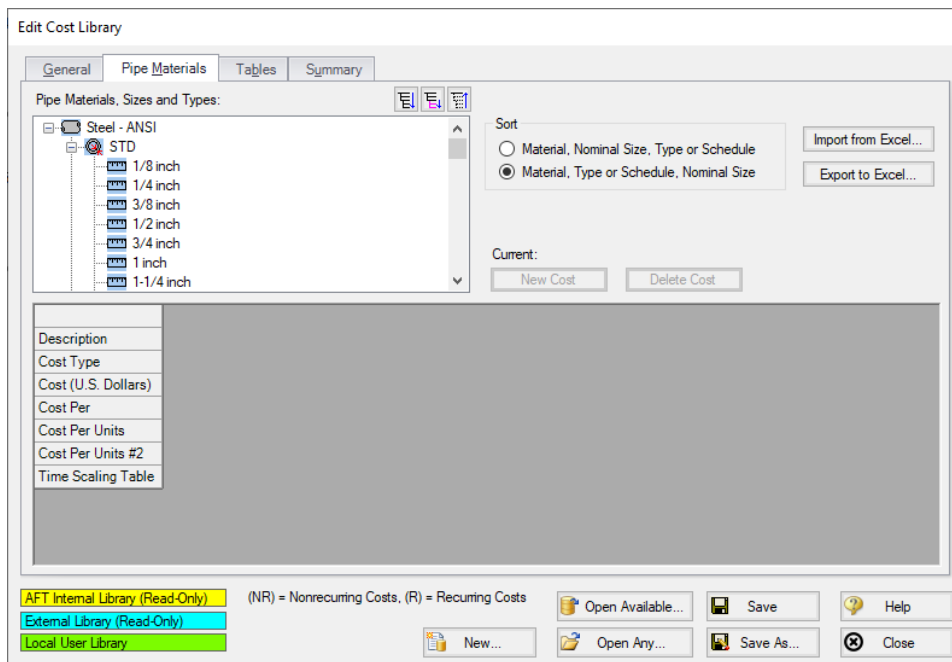 Edit Cost Library
General
Pipe Materials
Tables
Summary
Pipe Materials, Sizes and Types:
Steel - ANSI
STD
1/8 inch
1/4 inch
3/8 inch
1/2 inch
3/4 inch
1 inch
1-1/4 inch
Sort
Material, Nominal Size, Type or Schedule
Material, Type or Schedule, Nominal Size
Import from Excel...
Export to Excel...
Current:
New Cost
Delete Cost
Description
Cost Type
Cost (U.S. Dollars)
Cost Per
Cost Per Units
Cost Per Units #2
Time Scaling Table
AFT Internal Library (Read-Only)
External Library (Read-Only)
Local User Library
(NR) = Nonrecurring Costs, (R) = Recurring Costs
New...
Open Available...
Open Any...
Save
Save As...
Help
Close